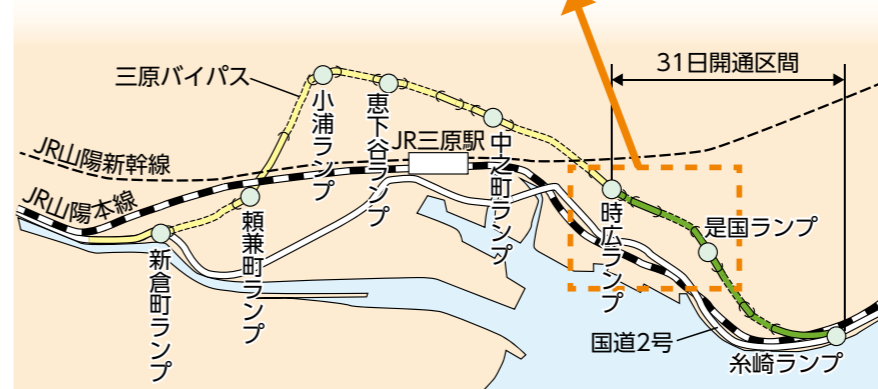 31日開通区間
三原バイパス
小浦ランプ
恵下谷ランプ
中之町ランプ
JR三原駅
JR山陽新幹線
JR山陽本線
新倉町ランプ
頼兼町ランプ
時広ランプ
是国ランプ
国道2号
糸崎ランプ